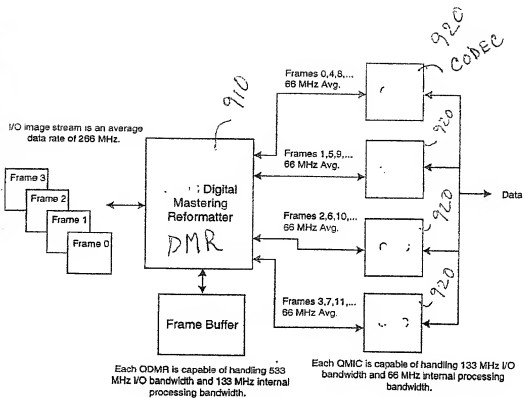 920
CODEC
Frames 0,4,8,...
66 MHz Avg.
910
I/O image stream is an average
data rate of 266 MHz.
920
Frames 1,5,9,...
66 MHz Avg.
Frame 3
Frame 2
Frame 1
Frame 0
Digital
Mastering
Reformatter
DMR
Data
920
Frames 2,6,10,...
66 MHz Avg.
920
Frames 3,7,11,...
66 MHz Avg.
Frame Buffer
Each QDMR is capable of handling 533
MHz I/O bandwidth and 133 MHz internal
processing bandwidth.
Each QMIC is capable of handling 133 MHz I/O
bandwidth and 66 MHz internal processing
bandwidth.